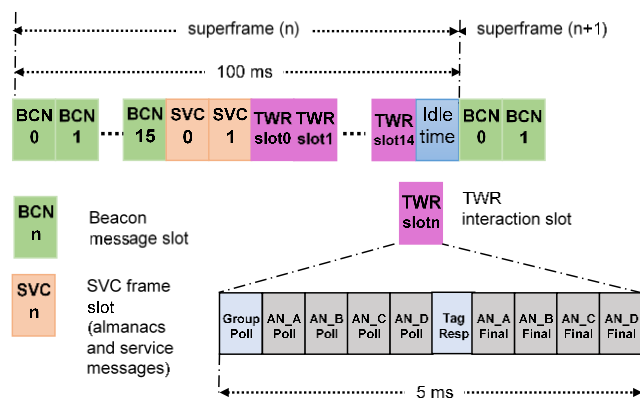 superframe (n)
superframe (n+1)
100 ms
BCN BCN BCN SVC SVC TWR TWR TWR Idle BCN BCN
0 1 15 0 1 slot0 slot1 slot14 time 0 1
BCN
n
Beacon
message slot
TWR
slotn
TWR
interaction slot
SVC
n
SVC frame
slot
(almanacs
and service
messages)
Group AN_A AN_B AN_C AN_D Tag AN_A AN_B AN_C AN_D
Poll Poll Poll Poll Poll Resp Final Final Final Final
5 ms